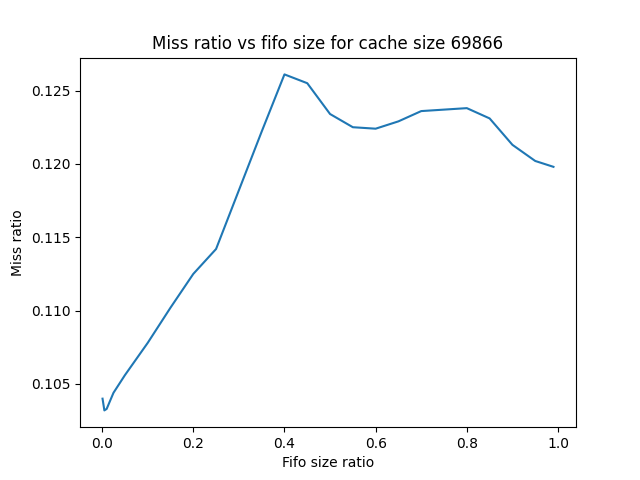 Miss ratio vs fifo size for cache size 69866
0.125
0.120
0.115
0.110
0.105
Miss ratio
0.0 0.2 0.4 0.6 0.8 1.0
Fifo size ratio